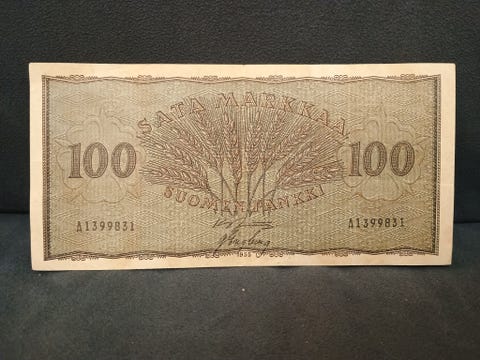 SATA MARKKAA
100 100
SUOMEN PANKKI
A1399831 A1399831
1955